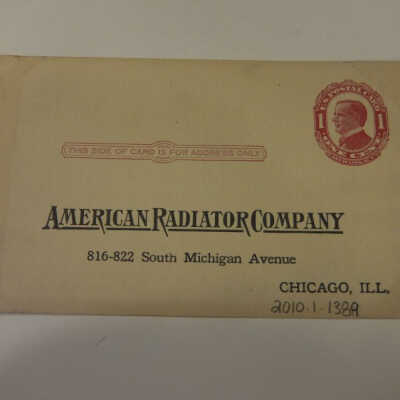 U.S. POSTAL CARD
1 1
ONE CENT
THIS SIDE OF CARD IS FOR ADDRESS ONLY
AMERICAN RADIATOR COMPANY
816-822 South Michigan Avenue
CHICAGO, ILL.
2010.1.138a